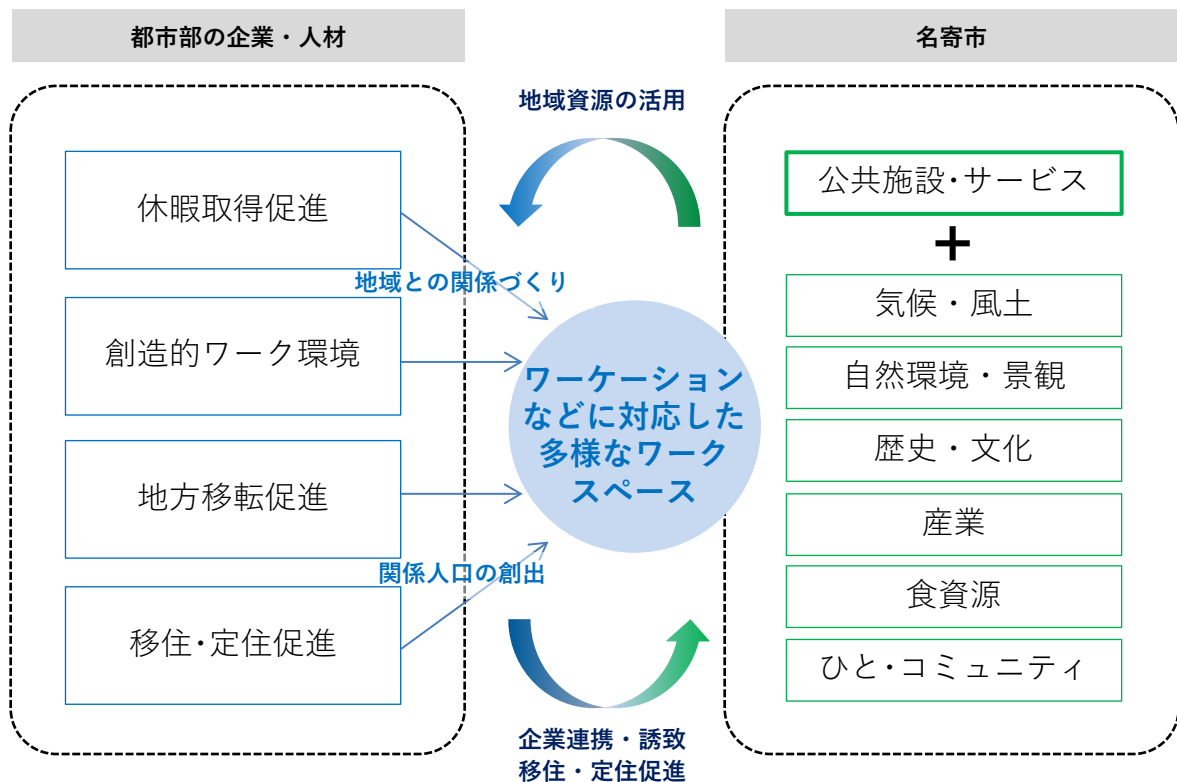 都市部の企業・人材
休暇取得促進
創造的ワーク環境
地方移転促進
移住・定住促進
地域資源の活用
地域との関係づくり
ワーケーション
などに対応した
多様なワーク
スペース
関係人口の創出
企業連携・誘致
移住・定住促進
名寄市
公共施設・サービス
+
気候・風土
自然環境・景観
歴史・文化
産業
食資源
ひと・コミュニティ